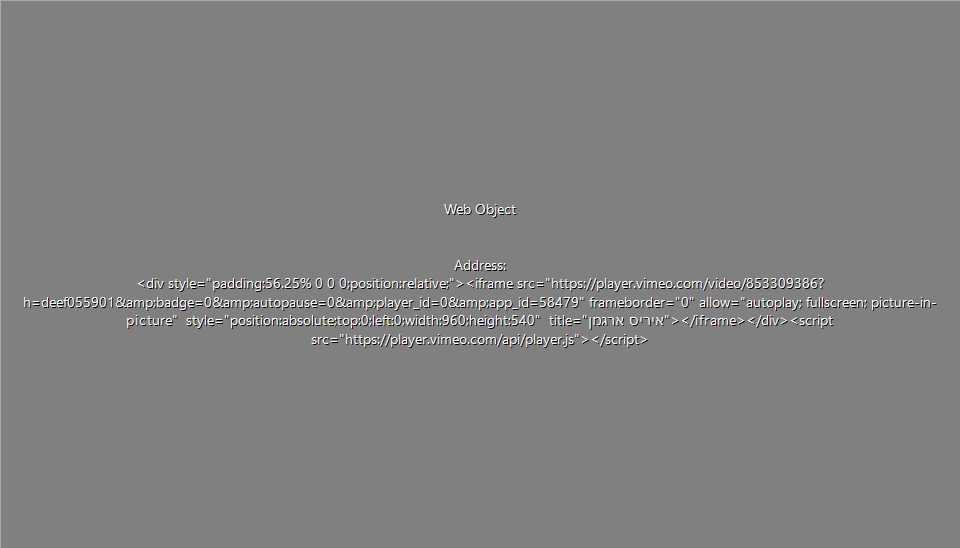 Web Object
Address:
<div style="padding:56.25% 0 0 0;position:relative;"><iframe src="https://player.vimeo.com/video/853309386?
h=deef055901&amp;badge=0&amp;autopause=0&amp;player_id=0&amp;app_id=58479" frameborder="0" allow="autoplay; fullscreen; picture-in-
picture"  style="position:absolute;top:0;left:0;width:960;height:540"  title="איריס ארגמן"></iframe></div><script
src="https://player.vimeo.com/api/player.js"></script>